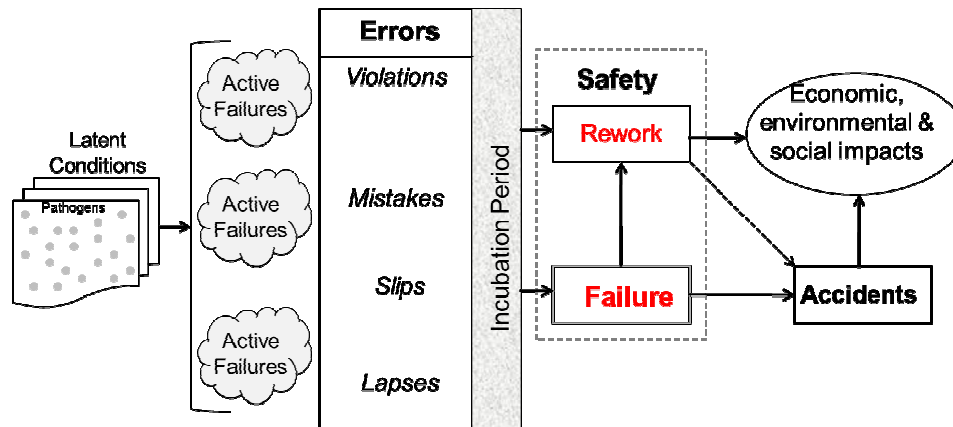 Latent
Conditions
Pathogens
Active
Failures
Active
Failures
Active
Failures
Errors
Violations
Mistakes
Slips
Lapses
Incubation Period
Safety
Rework
Failure
Economic,
environmental &
social impacts
Accidents